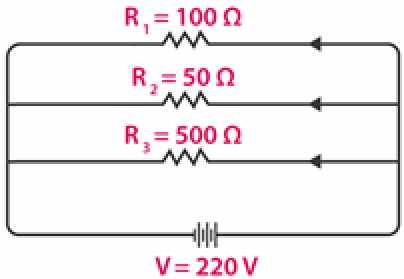 R₁ = 100 Ω
R₂ = 50 Ω
R₃ = 500 Ω
V = 220 V